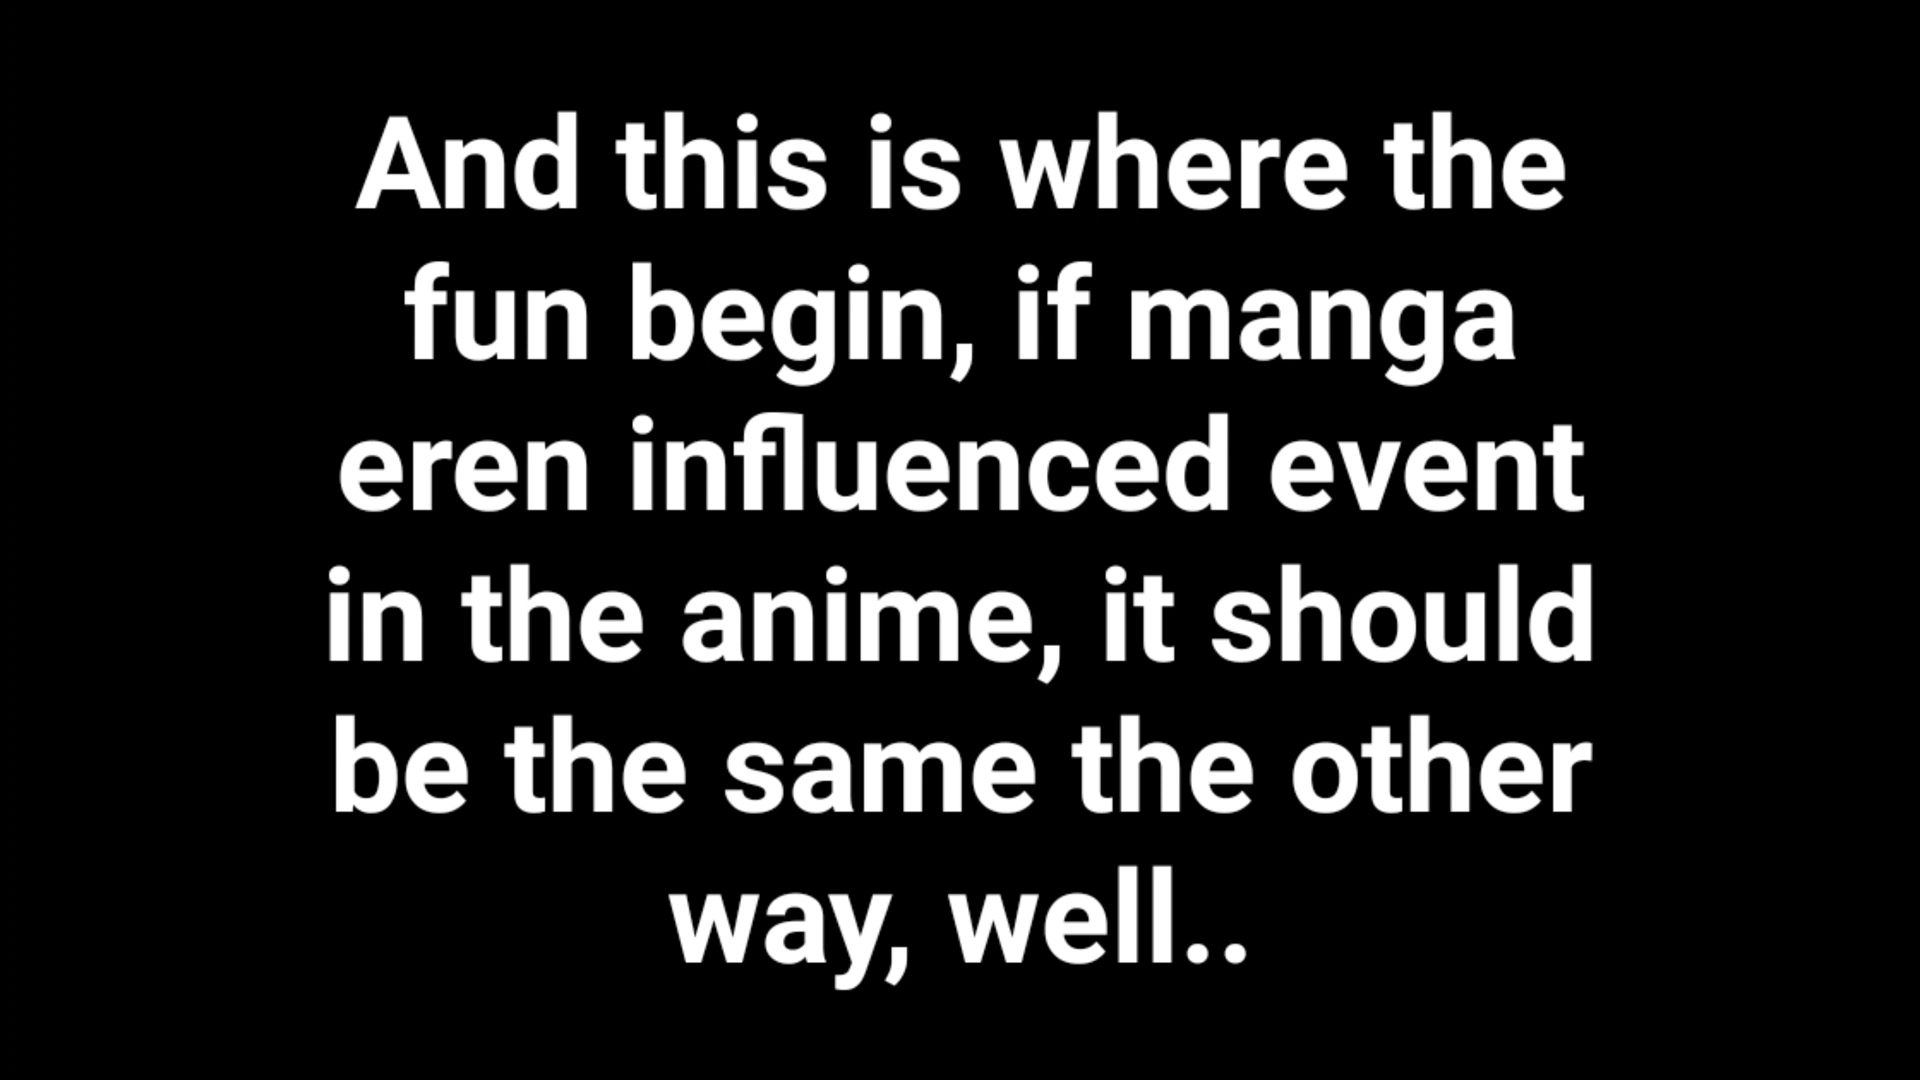 And this is where the
fun begin, if manga
eren influenced event
in the anime, it should
be the same the other
way, well..